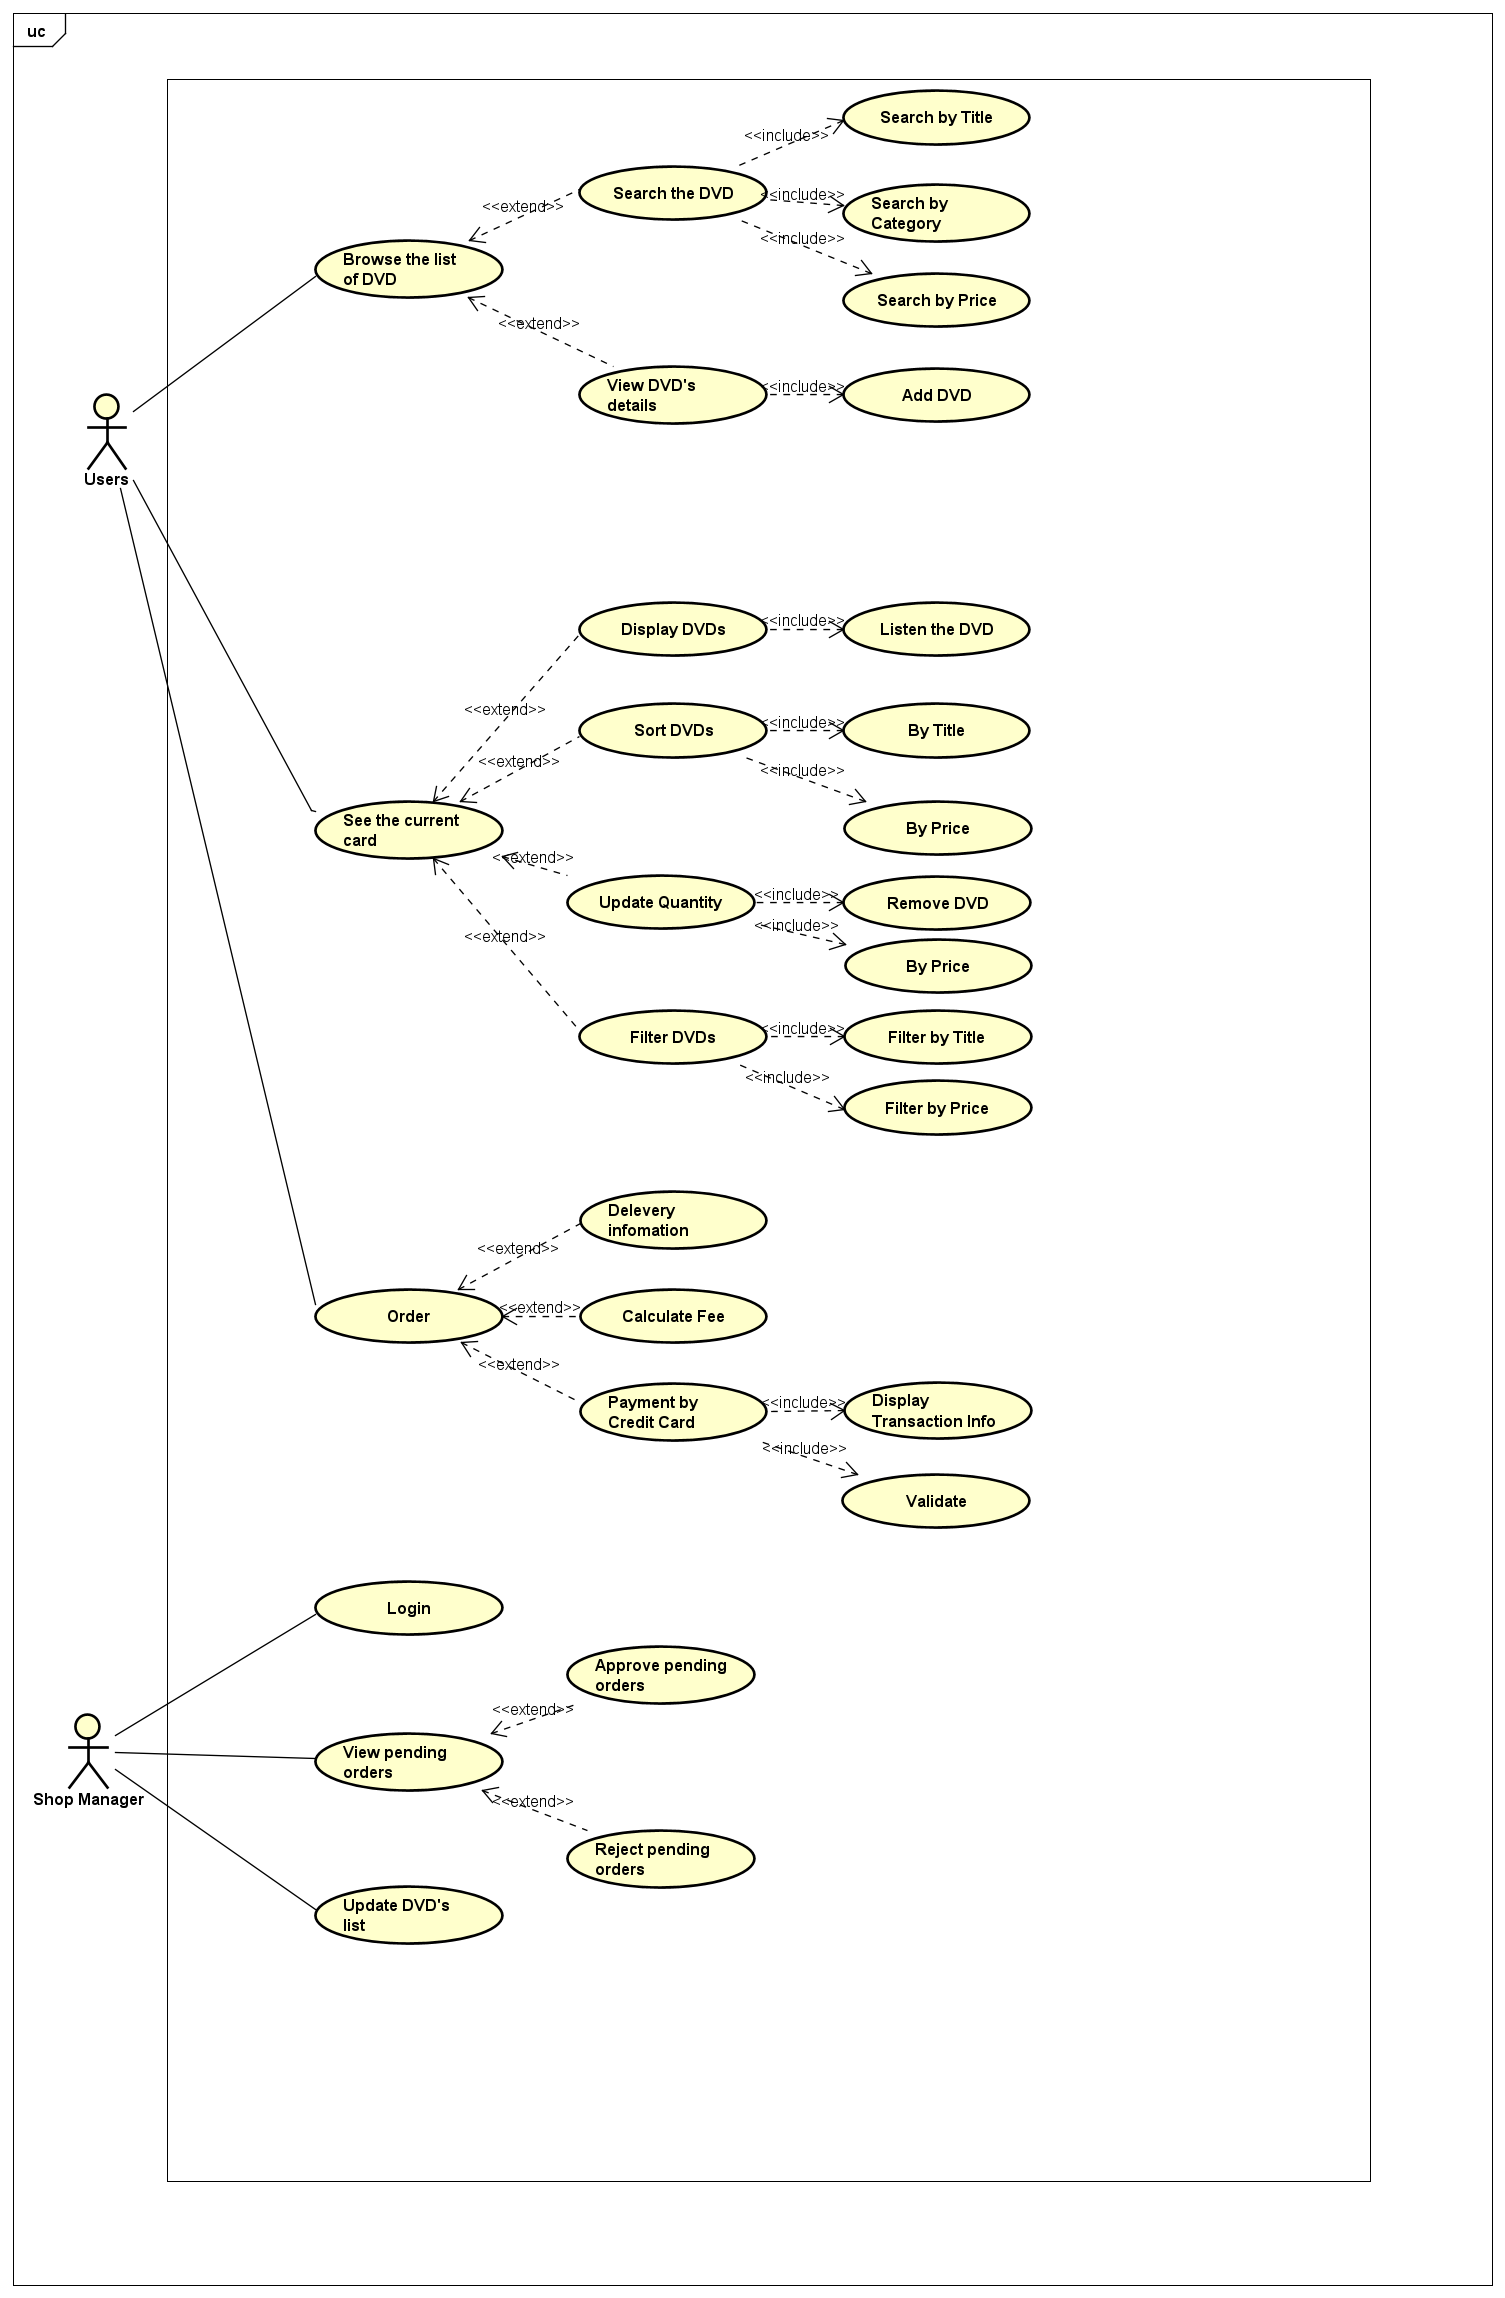 uc
Search by Title
<<include>>
Search the DVD
<<include>>
Search by
Category
<<extend>>
<<include>>
Browse the list
of DVD
Search by Price
<<extend>>
View DVD's
details
<<include>>
Add DVD
Users
Display DVDs
<<include>>
Listen the DVD
<<extend>>
Sort DVDs
<<include>>
By Title
<<extend>>
<<include>>
See the current
card
By Price
<<extend>>
Update Quantity
<<include>>
Remove DVD
<<include>>
<<extend>>
By Price
Filter DVDs
<<include>>
Filter by Title
<<include>>
Filter by Price
Delevery
infomation
<<extend>>
Order
<<extend>>
Calculate Fee
<<extend>>
Payment by
Credit Card
<<include>>
Display
Transaction Info
<<include>>
Validate
Login
Approve pending
orders
<<extend>>
View pending
orders
Shop Manager
<<extend>>
Reject pending
orders
Update DVD's
list